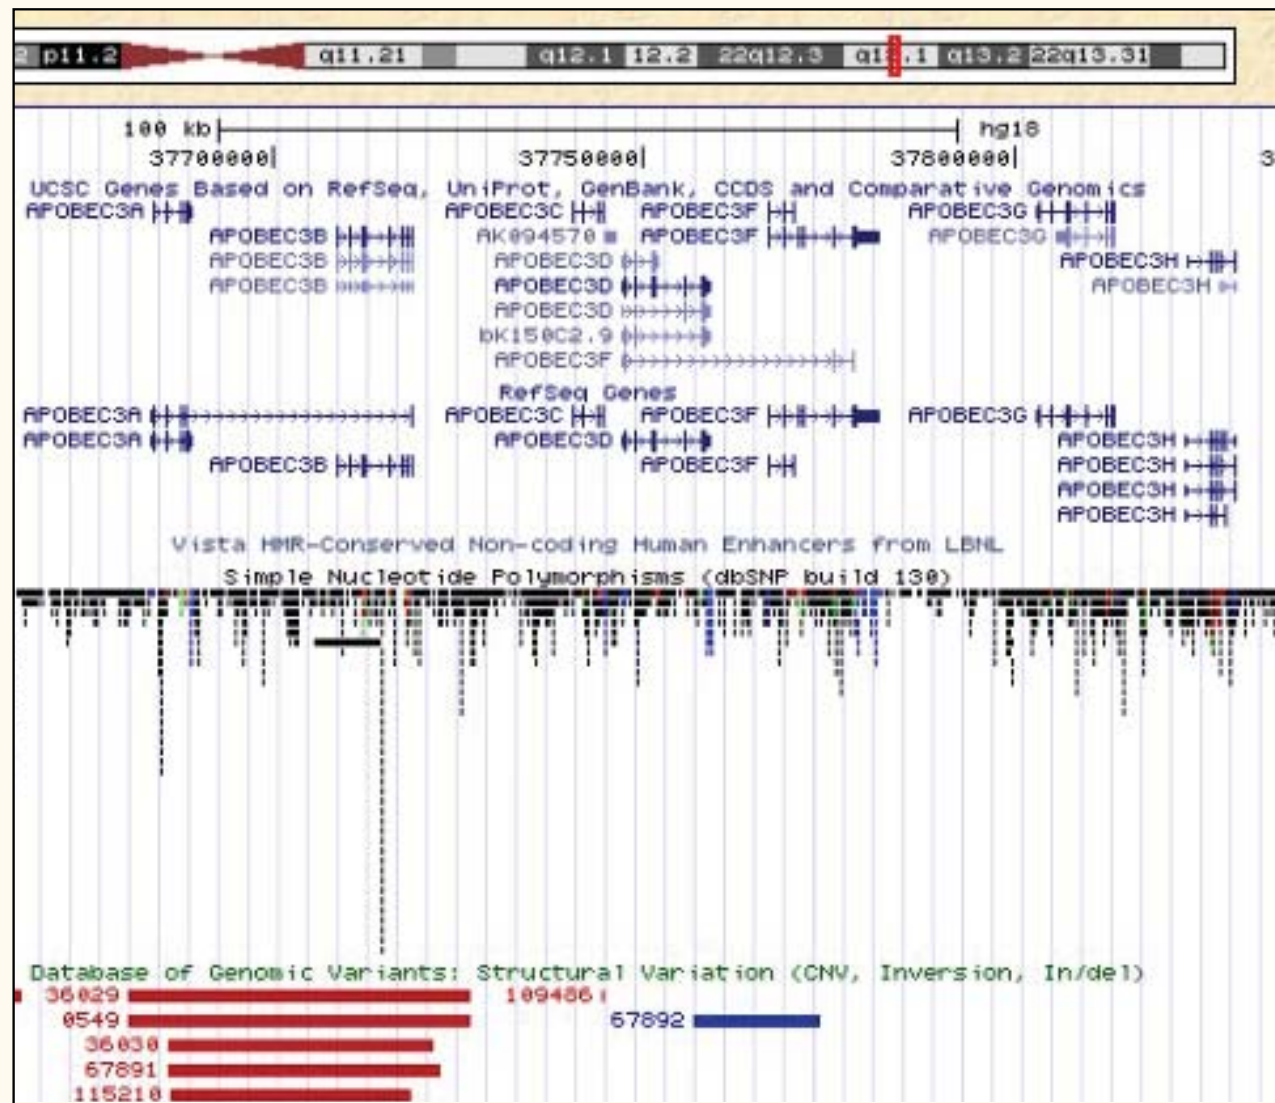 2 p11.2 q11.21 q12.1 12.2 22q12.3 .1 q13.2 22q13.31
100 kb hg18
37700000| 37750000| 37800000| 3
UCSC Genes Based on RefSeq, UniProt, GenBank, CCDS and Comparative Genomics
APOBEC3A APOBEC3C APOBEC3F APOBEC3G
APOBEC3B AK094570 APOBEC3F APOBEC3G
APOBEC3B APOBEC3D APOBEC3H
APOBEC3B APOBEC3D APOBEC3H
APOBEC3D
bK150C2.9
APOBEC3F
RefSeq Genes
APOBEC3A APOBEC3C APOBEC3F APOBEC3G
APOBEC3A APOBEC3D APOBEC3H
APOBEC3B APOBEC3F APOBEC3H
APOBEC3H
APOBEC3H
Vista HMR-Conserved Non-coding Human Enhancers from LBNL
Simple Nucleotide Polymorphisms (dbSNP build 130)
Database of Genomic Variants: Structural Variation (CNV, Inversion, In/del)
36029 109486
0549 67892
36030
67891
115210